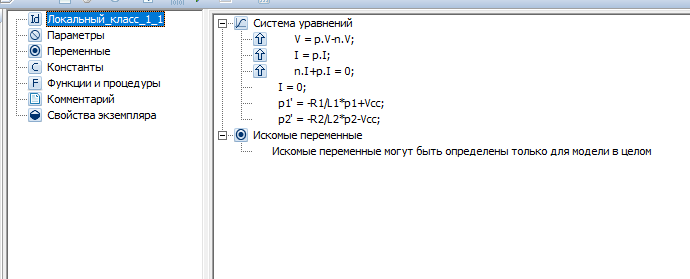 Id Локальный_класс_1_1
Параметры
Переменные
C Константы
F Функции и процедуры
Комментарий
Свойства экземпляра
Система уравнений
V = p.V-n.V;
I = p.I;
n.I+p.I = 0;
I = 0;
p1' = -R1/L1*p1+Vcc;
p2' = -R2/L2*p2-Vcc;
Искомые переменные
Искомые переменные могут быть определены только для модели в целом